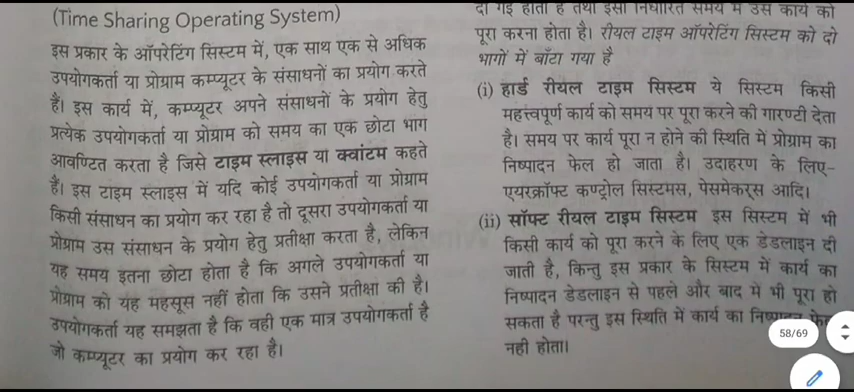 (Time Sharing Operating System)
इस प्रकार के ऑपरेटिंग सिस्टम में, एक साथ एक से अधिक
उपयोगकर्ता या प्रोग्राम कम्प्यूटर के संसाधनों का प्रयोग करते
हैं। इस कार्य में, कम्प्यूटर अपने संसाधनों के प्रयोग हेतु
प्रत्येक उपयोगकर्ता या प्रोग्राम को समय का एक छोटा भाग
आवण्टित करता है जिसे टाइम स्लाइस या क्वांटम कहते
हैं। इस टाइम स्लाइस में यदि कोई उपयोगकर्ता या प्रोग्राम
किसी संसाधन का प्रयोग कर रहा है तो दूसरा उपयोगकर्ता या
प्रोग्राम उस संसाधन के प्रयोग हेतु प्रतीक्षा करता है, लेकिन
यह समय इतना छोटा होता है कि अगले उपयोगकर्ता या
प्रोग्राम को यह महसूस नहीं होता कि उसने प्रतीक्षा की है।
उपयोगकर्ता यह समझता है कि वही एक मात्र उपयोगकर्ता है
जो कम्प्यूटर का प्रयोग कर रहा है।
दी गई होती है तथा इसी निर्धारित समय में उस कार्य को
पूरा करना होता है। रीयल टाइम ऑपरेटिंग सिस्टम को दो
भागों में बाँटा गया है
(i) हार्ड रीयल टाइम सिस्टम ये सिस्टम किसी
महत्त्वपूर्ण कार्य को समय पर पूरा करने की गारण्टी देता
है। समय पर कार्य पूरा न होने की स्थिति में प्रोग्राम का
निष्पादन फेल हो जाता है। उदाहरण के लिए-
एयरक्रॉफ्ट कण्ट्रोल सिस्टमस, पेसमेकर्स आदि।
(ii) सॉफ्ट रीयल टाइम सिस्टम इस सिस्टम में भी
किसी कार्य को पूरा करने के लिए एक डेडलाइन दी
जाती है, किन्तु इस प्रकार के सिस्टम में कार्य का
निष्पादन डेडलाइन से पहले और बाद में भी पूरा हो
सकता है परन्तु इस स्थिति में कार्य का
नही होता।
58/69